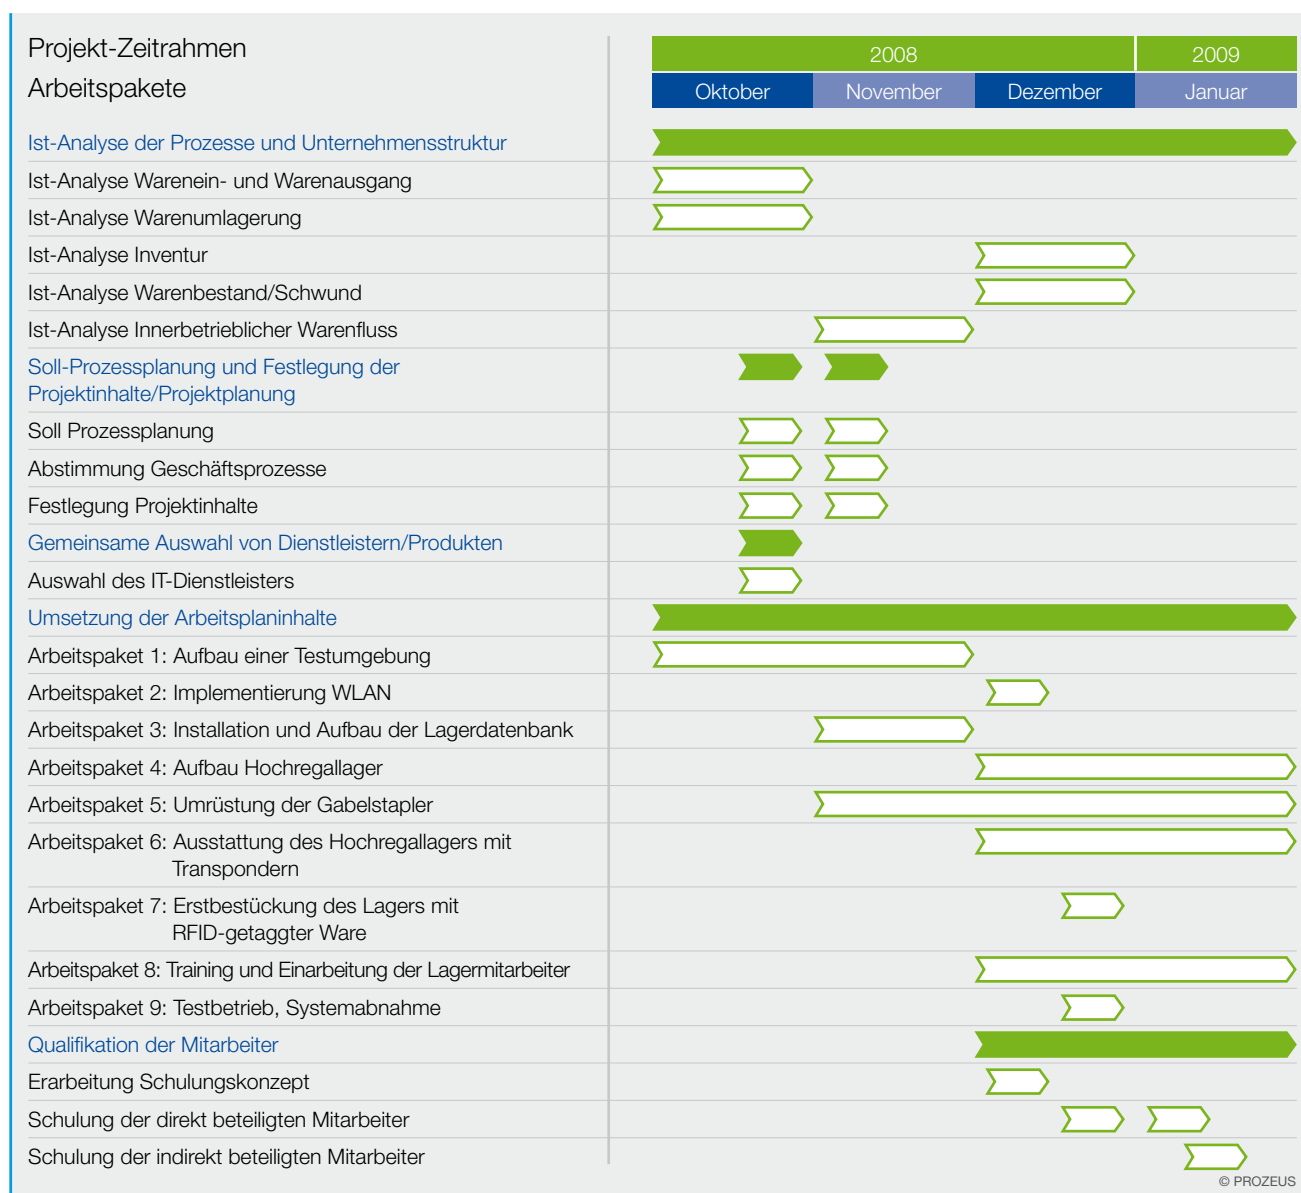 Projekt-Zeitrahmen
2008
2009
Arbeitspakete
Oktober
November
Dezember
Januar
Ist-Analyse der Prozesse und Unternehmensstruktur
Ist-Analyse Warenein- und Warenausgang
Ist-Analyse Warenumlagerung
Ist-Analyse Inventur
Ist-Analyse Warenbestand/Schwund
Ist-Analyse Innerbetrieblicher Warenfluss
Soll-Prozessplanung und Festlegung der
Projektinhalte/Projektplanung
Soll Prozessplanung
Abstimmung Geschäftsprozesse
Festlegung Projektinhalte
Gemeinsame Auswahl von Dienstleistern/Produkten
Auswahl des IT-Dienstleisters
Umsetzung der Arbeitsplaninhalte
Arbeitspaket 1: Aufbau einer Testumgebung
Arbeitspaket 2: Implementierung WLAN
Arbeitspaket 3: Installation und Aufbau der Lagerdatenbank
Arbeitspaket 4: Aufbau Hochregallager
Arbeitspaket 5: Umrüstung der Gabelstapler
Arbeitspaket 6: Ausstattung des Hochregallagers mit
Transpondern
Arbeitspaket 7: Erstbestückung des Lagers mit
RFID-getaggter Ware
Arbeitspaket 8: Training und Einarbeitung der Lagermitarbeiter
Arbeitspaket 9: Testbetrieb, Systemabnahme
Qualifikation der Mitarbeiter
Erarbeitung Schulungskonzept
Schulung der direkt beteiligten Mitarbeiter
Schulung der indirekt beteiligten Mitarbeiter
© PROZEUS